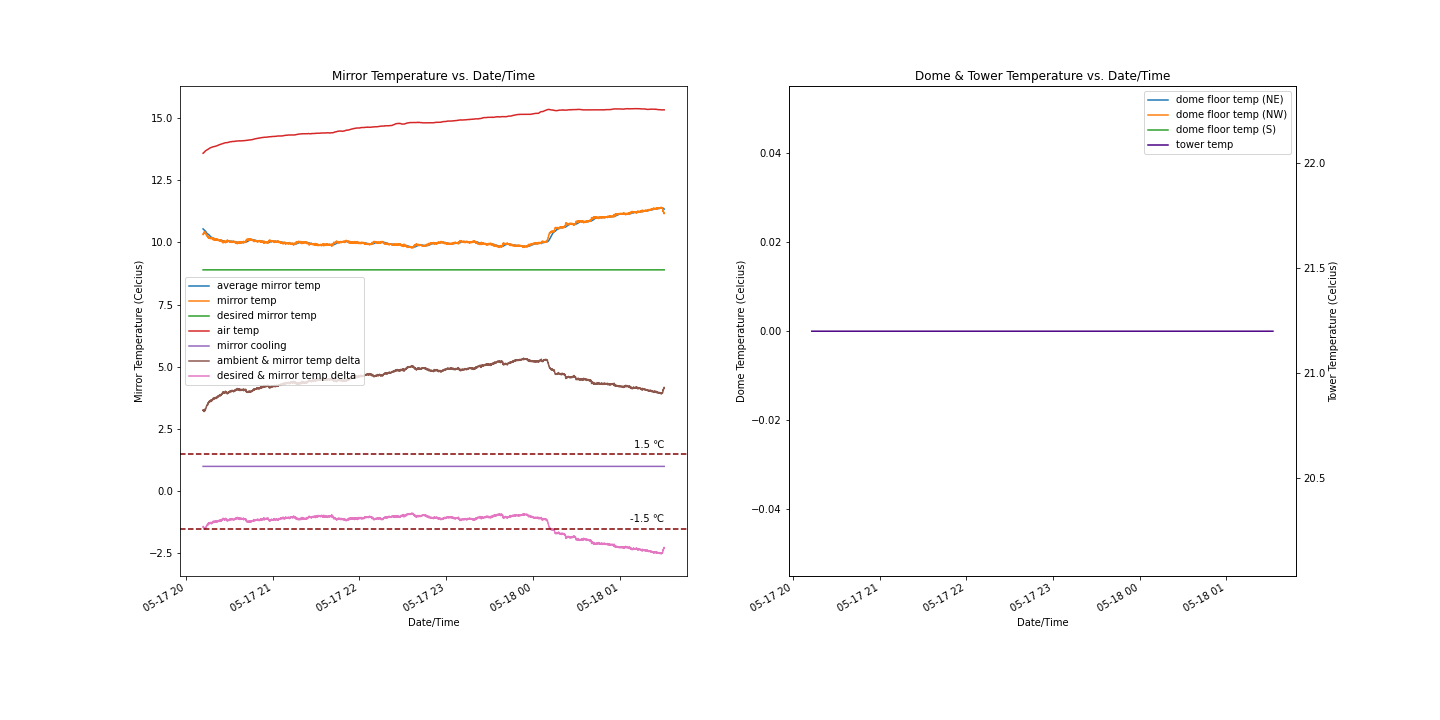 Mirror Temperature vs. Date/Time
Mirror Temperature (Celcius)
15.0
12.5
10.0
7.5
5.0
2.5
0.0
−2.5
average mirror temp
mirror temp
desired mirror temp
air temp
mirror cooling
ambient & mirror temp delta
desired & mirror temp delta
1.5 ℃
-1.5 ℃
05-17 20
05-17 21
05-17 22
05-17 23
05-18 00
05-18 01
Date/Time
Dome & Tower Temperature vs. Date/Time
Dome Temperature (Celcius)
0.04
0.02
0.00
−0.02
−0.04
dome floor temp (NE)
dome floor temp (NW)
dome floor temp (S)
tower temp
22.0
21.5
21.0
20.5
Tower Temperature (Celcius)
05-17 20
05-17 21
05-17 22
05-17 23
05-18 00
05-18 01
Date/Time